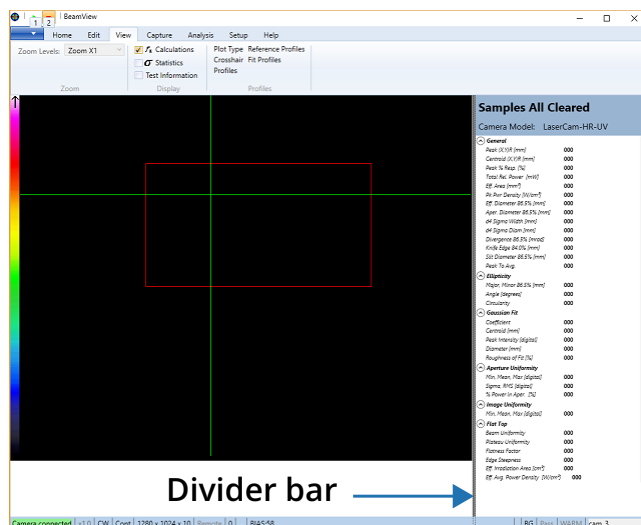 1 2 BeamView
Home Edit View Capture Analysis Setup Help
Zoom Levels: Zoom X1
fx Calculations
σ Statistics
Test Information
Plot Type Reference Profiles
Crosshair Fit Profiles
Profiles
Zoom Display Profiles
Samples All Cleared
Camera Model: LaserCam-HR-UV
General
Peak (X,Y)R [mm] 000
Centroid (X,Y)R [mm] 000
Peak % Resp. [%] 000
Total Rel. Power [mW] 000
Eff. Area [mm²] 000
Plt Pwr Density [W/cm²] 000
Eff. Diameter 86.5% [mm] 000
Aper. Diameter 86.5% [mm] 000
d4 Sigma Width [mm] 000
d4 Sigma Diam [mm] 000
Divergence 86.5% [mrad] 000
Knife Edge 84.0% [mm] 000
Slit Diameter 86.5% [mm] 000
Peak To Avg. 000
Ellipticity
Major, Minor 86.5% [mm] 000
Angle [degrees] 000
Circularity 000
Gaussian Fit
Coefficient 000
Centroid [mm] 000
Peak Intensity [digital] 000
Diameter [mm] 000
Roughness of Fit [%] 000
Aperture Uniformity
Min. Mean, Max [digital] 000
Sigma, RMS [digital] 000
% Power in Aper. [%] 000
Image Uniformity
Min. Mean, Max [digital] 000
Flat Top
Beam Uniformity 000
Plateau Uniformity 000
Flatness Factor 000
Edge Steepness 000
Eff. Irradiation Area [cm²] 000
Eff. Avg. Power Density [W/cm²] 000
Divider bar
Camera connected x1.0 CW Cont 1280 x 1024 x 10 Remote 0 BIAS:58 BG Pars WARM cam_3